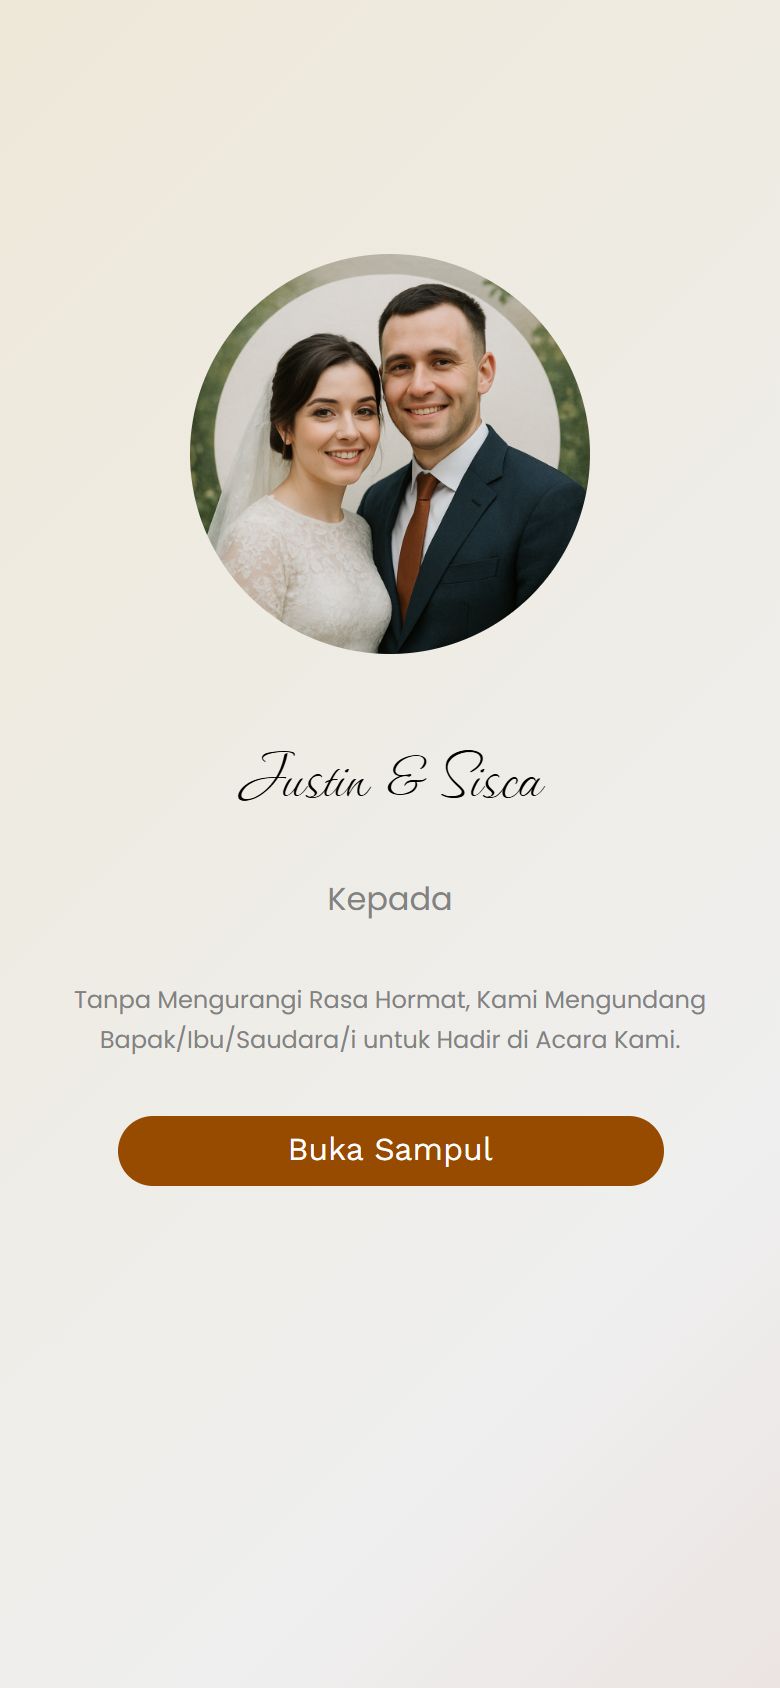 Justin & Sisca
Kepada
Tanpa Mengurangi Rasa Hormat, Kami Mengundang
Bapak/Ibu/Saudara/i untuk Hadir di Acara Kami.
Buka Sampul